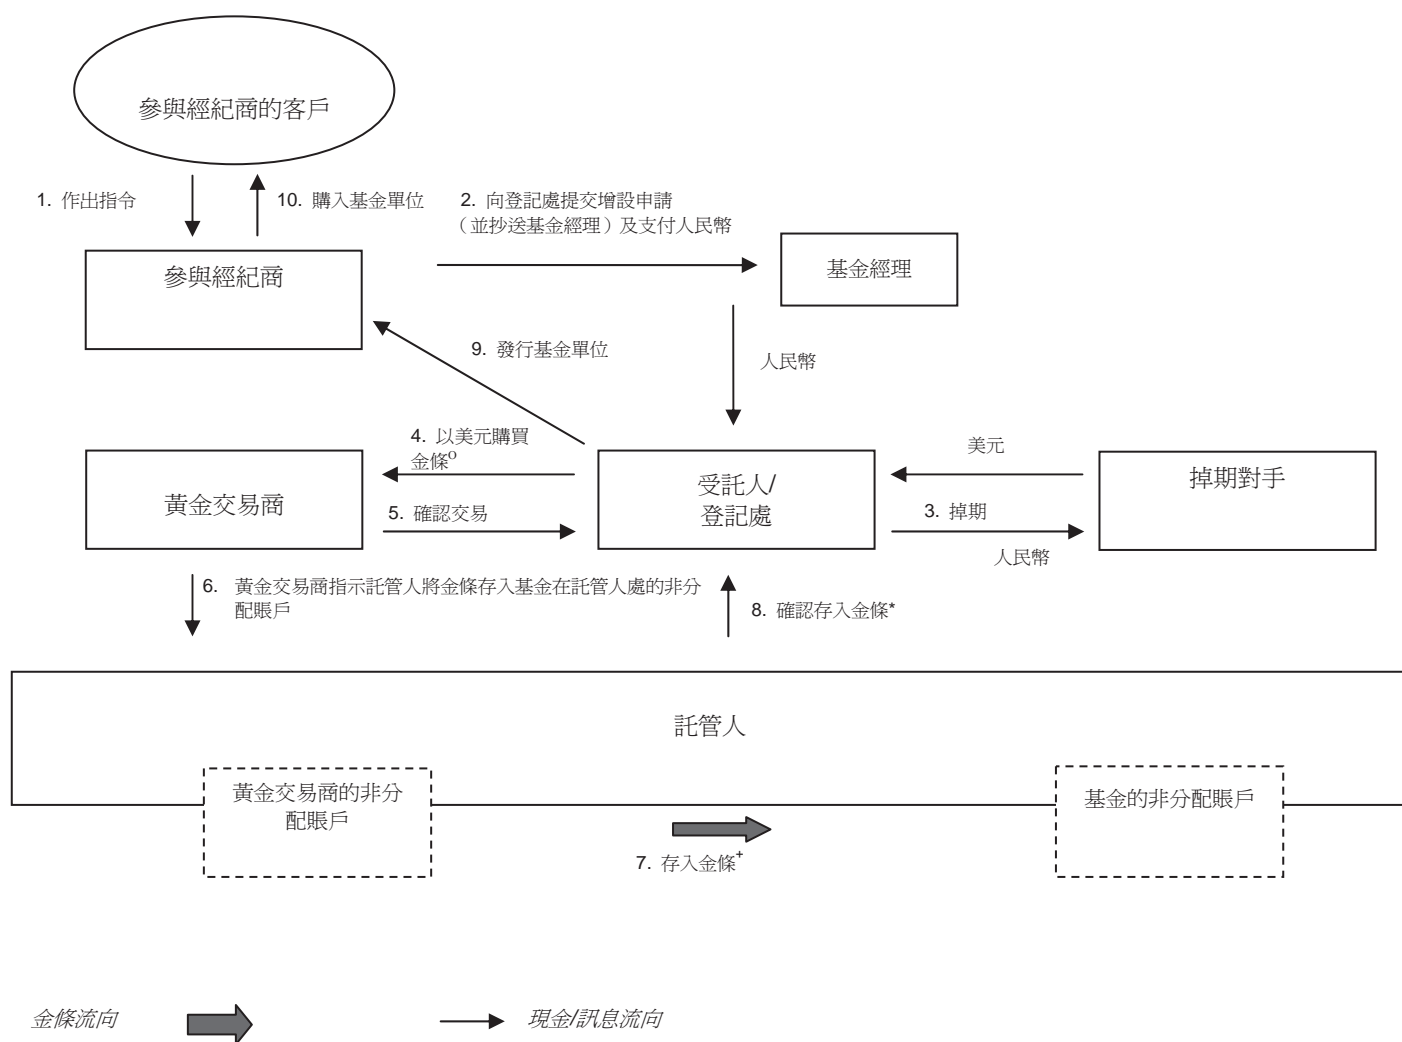 參與經紀商的客戶
1. 作出指令
10. 購入基金單位
2. 向登記處提交增設申請
（並抄送基金經理）及支付人民幣
參與經紀商
基金經理
9. 發行基金單位
人民幣
4. 以美元購買
金條º
美元
黃金交易商
受託人/
登記處
掉期對手
5. 確認交易
3. 掉期
人民幣
6. 黃金交易商指示託管人將金條存入基金在託管人處的非分
配賬戶
8. 確認存入金條*
託管人
黃金交易商的非分
配賬戶
基金的非分配賬戶
7. 存入金條⁺
金條流向
現金/訊息流向